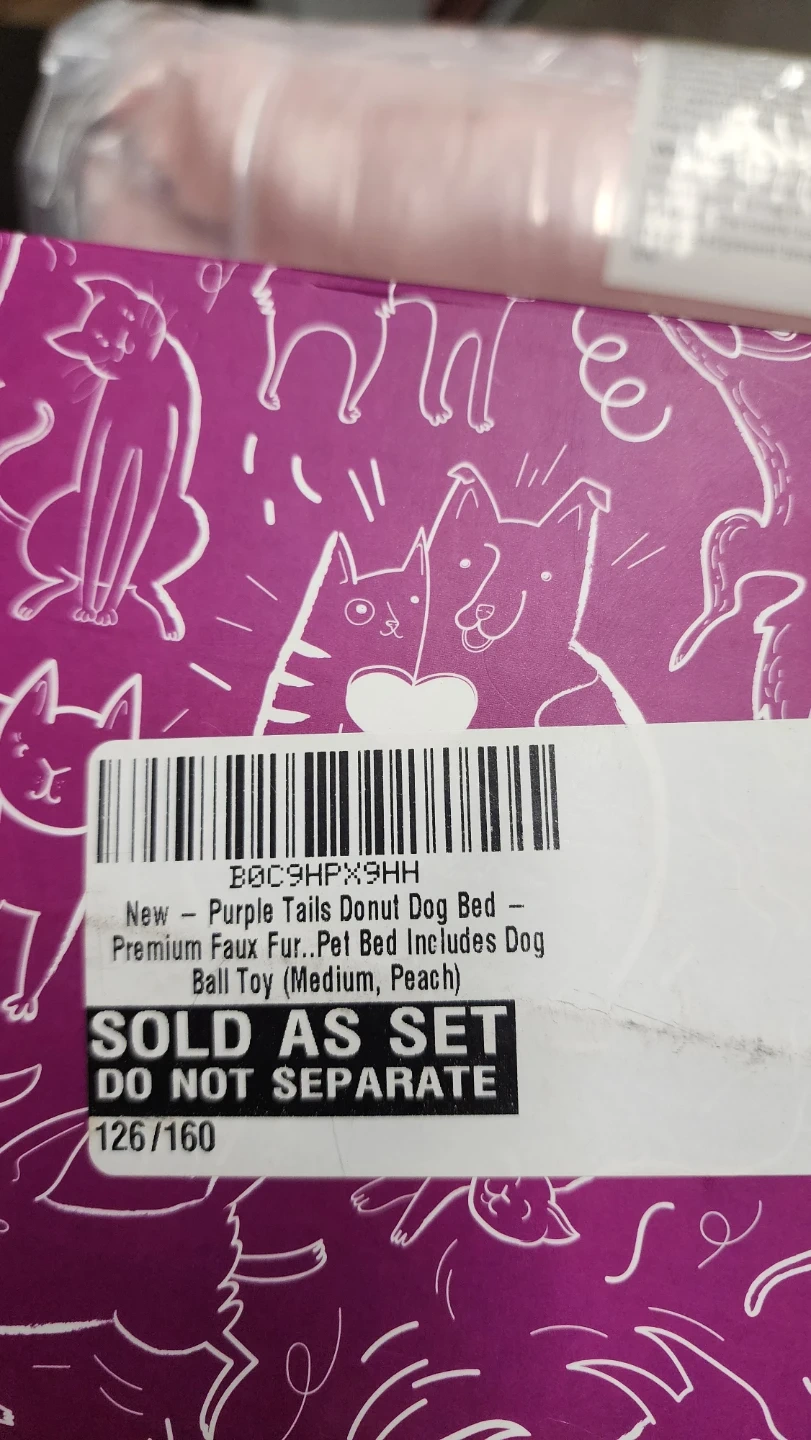 B0C9HPX9HH
New - Purple Tails Donut Dog Bed -
Premium Faux Fur..Pet Bed Includes Dog
Ball Toy (Medium, Peach)
SOLD AS SET
DO NOT SEPARATE
126/160